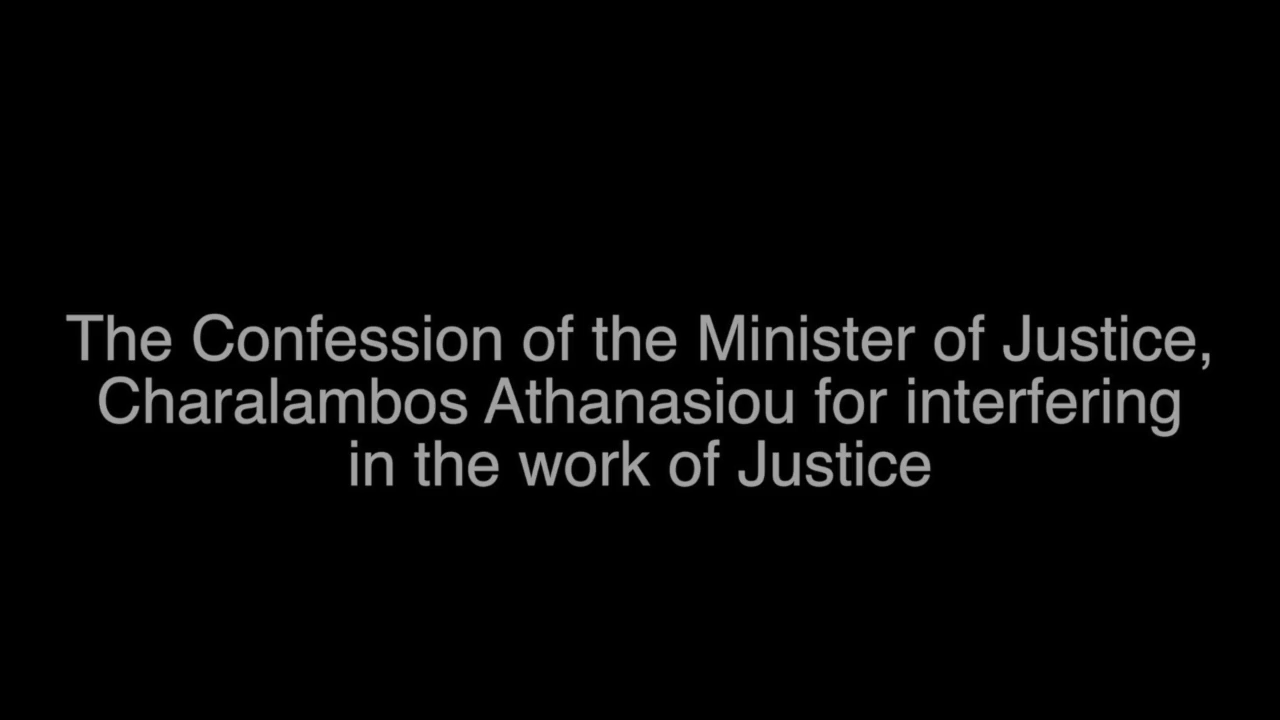 The Confession of the Minister of Justice,
Charalambos Athanasiou for interfering
in the work of Justice